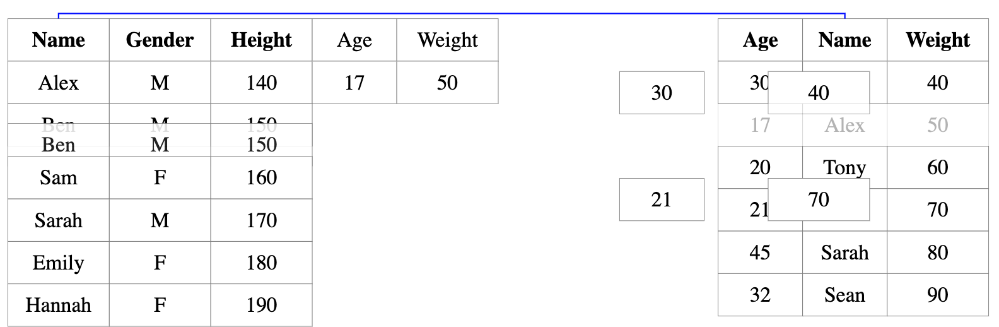 Name Gender Height Age Weight Age Name Weight
Alex M 140 17 50 30 30 40 40
Ben M 150 17 Alex 50
Ben M 150
Sam F 160 20 Tony 60
21 21 70 70
Sarah M 170
Emily F 180 45 Sarah 80
Hannah F 190 32 Sean 90